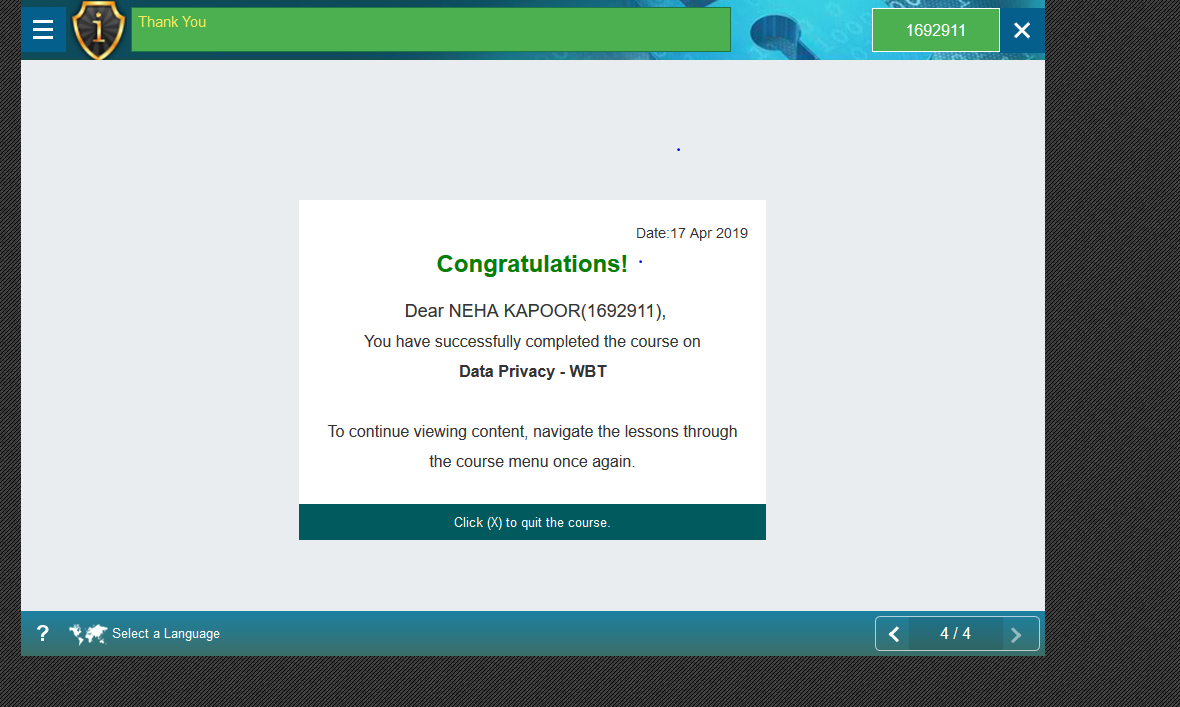 Thank You
1692911
Date:17 Apr 2019
Congratulations!
Dear NEHA KAPOOR(1692911),
You have successfully completed the course on
Data Privacy - WBT
To continue viewing content, navigate the lessons through
the course menu once again.
Click (X) to quit the course.
? Select a Language
4 / 4